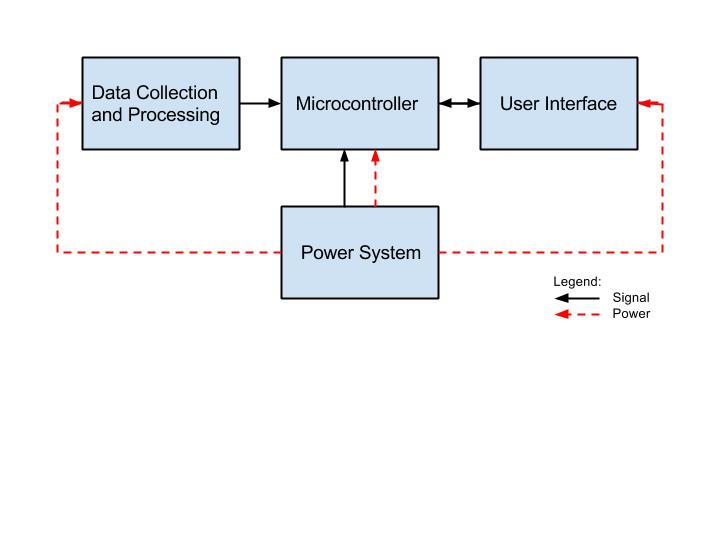 Data Collection
and Processing
Microcontroller
User Interface
Power System
Legend:
Signal
Power